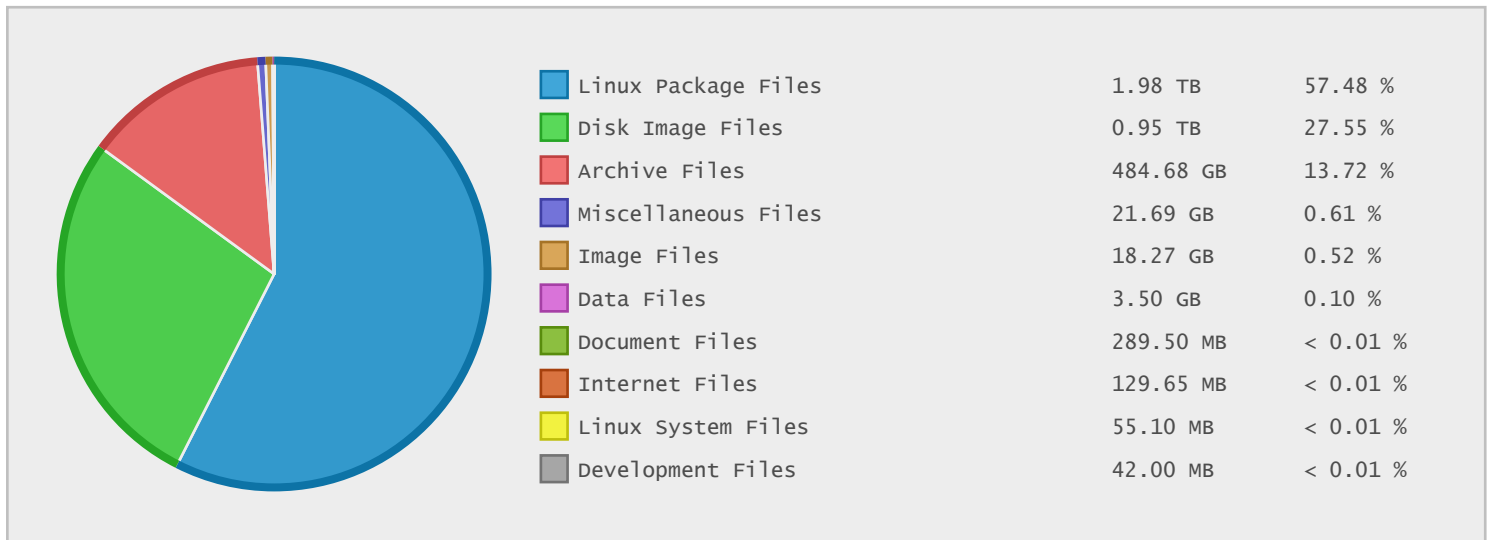 Linux Package Files 1.98 TB 57.48 %
Disk Image Files 0.95 TB 27.55 %
Archive Files 484.68 GB 13.72 %
Miscellaneous Files 21.69 GB 0.61 %
Image Files 18.27 GB 0.52 %
Data Files 3.50 GB 0.10 %
Document Files 289.50 MB < 0.01 %
Internet Files 129.65 MB < 0.01 %
Linux System Files 55.10 MB < 0.01 %
Development Files 42.00 MB < 0.01 %